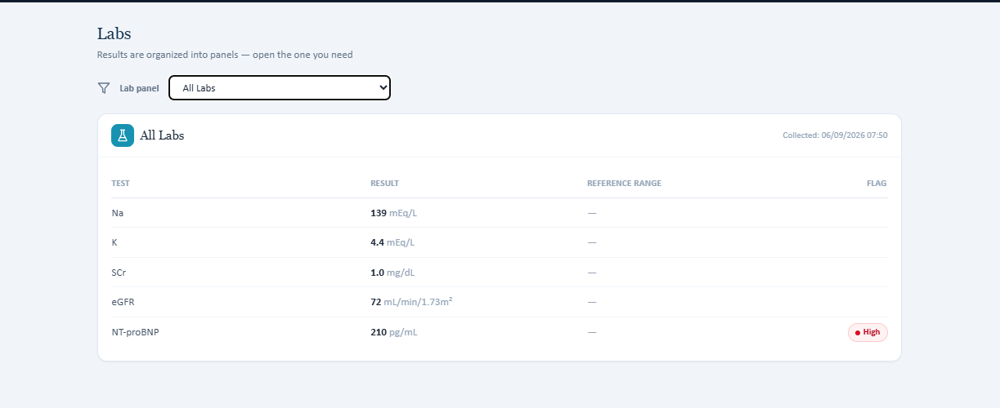 Labs
Results are organized into panels — open the one you need
Lab panel All Labs
All Labs Collected: 06/09/2026 07:50
TEST RESULT REFERENCE RANGE FLAG
Na 139 mEq/L —
K 4.4 mEq/L —
SCr 1.0 mg/dL —
eGFR 72 mL/min/1.73m² —
NT-proBNP 210 pg/mL — High